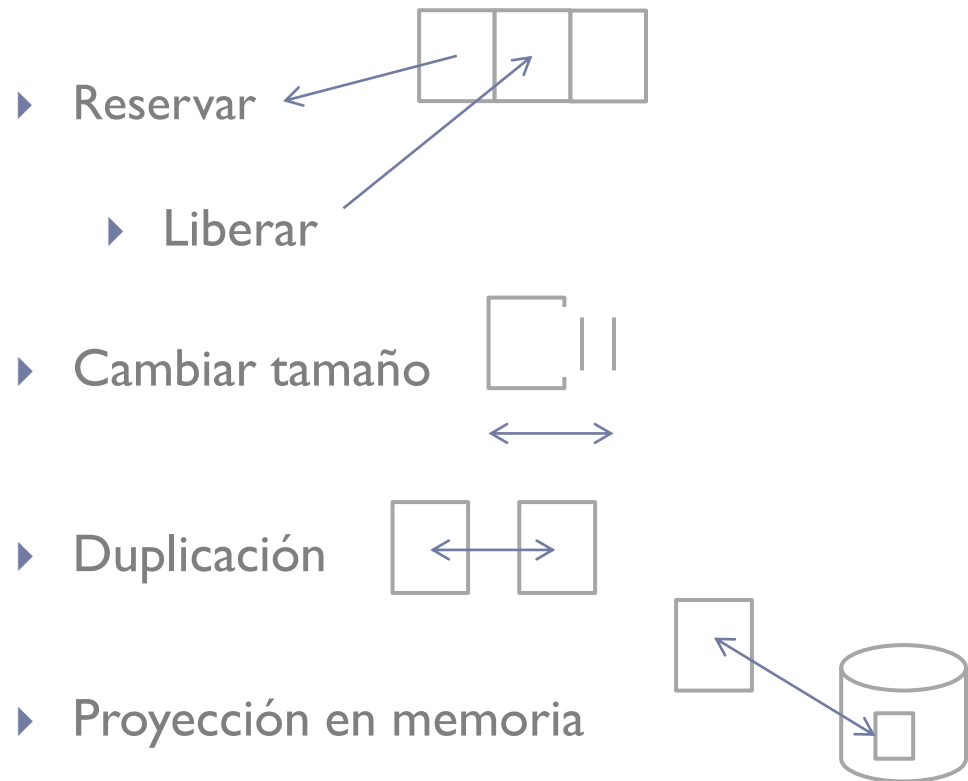 Reservar
Liberar
Cambiar tamaño
Duplicación
Proyección en memoria